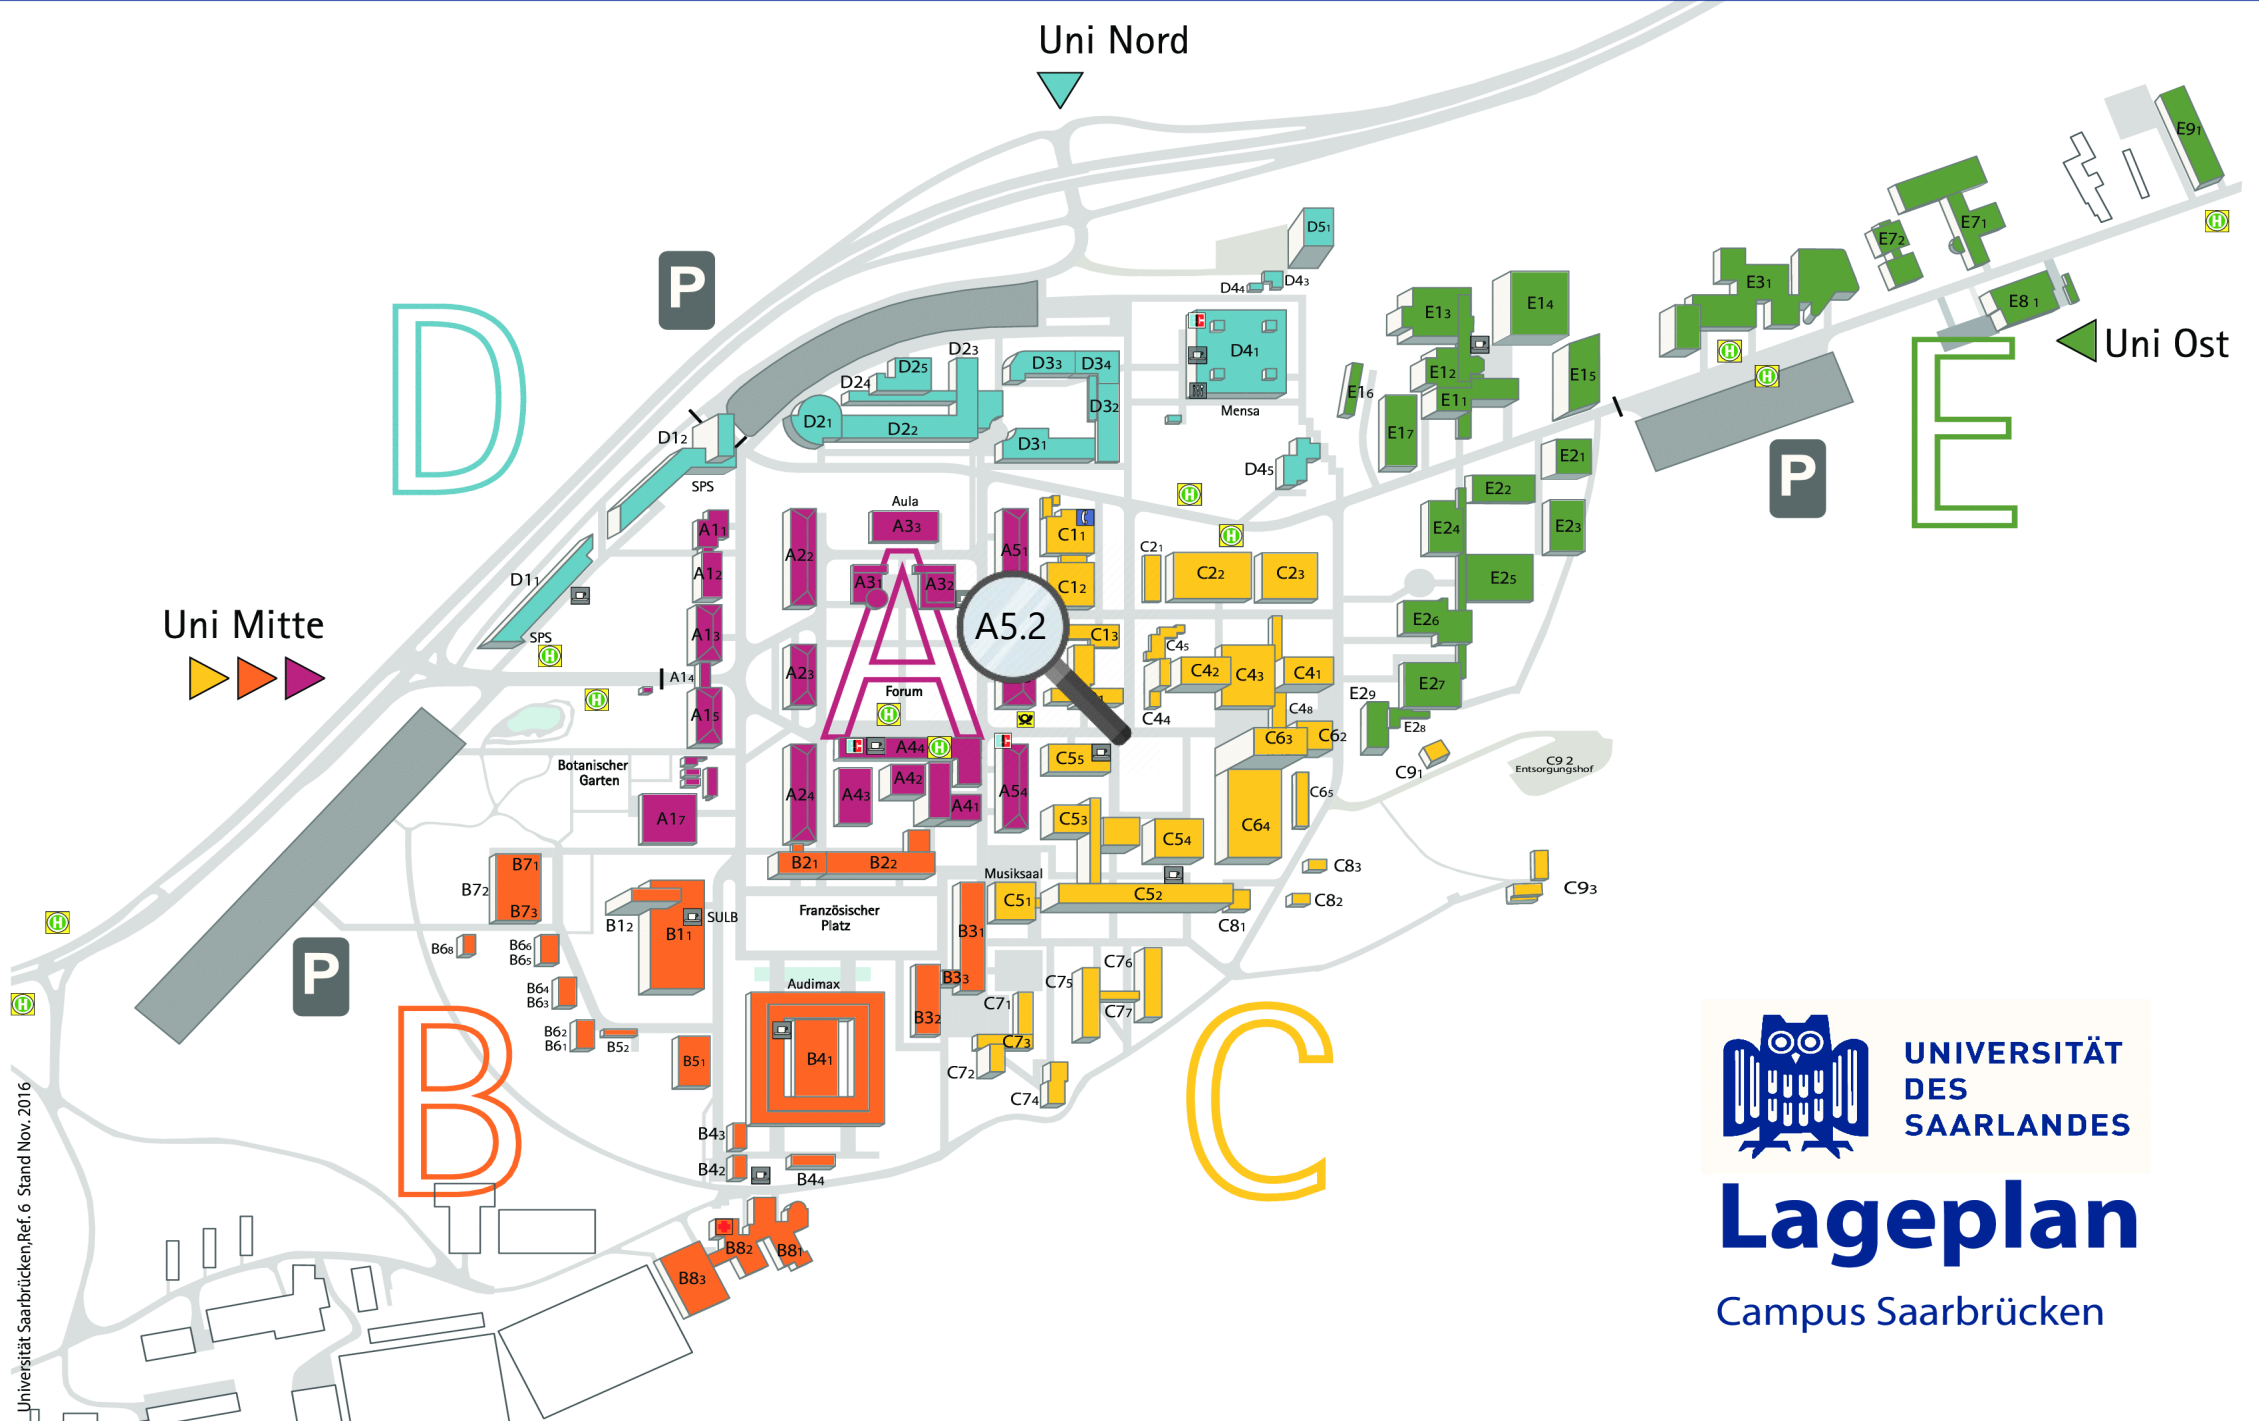 Uni Nord
E91
E71
E72
D51
E31
D43
D44
E8 1
P
E13
E14
Uni Ost
D
D41
D23
D25
D33
D34
D24
E12
E15
E16
E11
D32
Mensa
D21
D22
D12
D31
E17
E21
D45
P
E
SPS
E22
Aula
A11
A33
E24
E23
A22
A51
C11
C21
C22
C23
E25
D11
A12
A31
A32
C12
Uni Mitte
A5.2
E26
SPS
A13
C13
C45
A14
A23
A
C42
C43
C41
E27
Forum
E29
A15
C44
C48
E28
C63
C62
A44
C55
Botanischer
Garten
C91
C9 2
Entsorgungshof
A42
A24
A43
A41
A54
C65
A17
C53
C64
C54
B71
B21
B22
C83
Musiksaal
B72
C93
C52
C51
C82
B73
SULB
Französischer
Platz
B12
B11
B31
C81
B68
B66
B65
C76
B33
C75
Audimax
B64
B63
C71
P
C77
B32
B62
B61
B52
C73
B51
B41
C72
C74
B
C
B43
B42
B44
UNIVERSITÄT
DES
SAARLANDES
Lageplan
Campus Saarbrücken
B82
B81
B83
Universität Saarbrücken,Ref. 6 Stand Nov. 2016